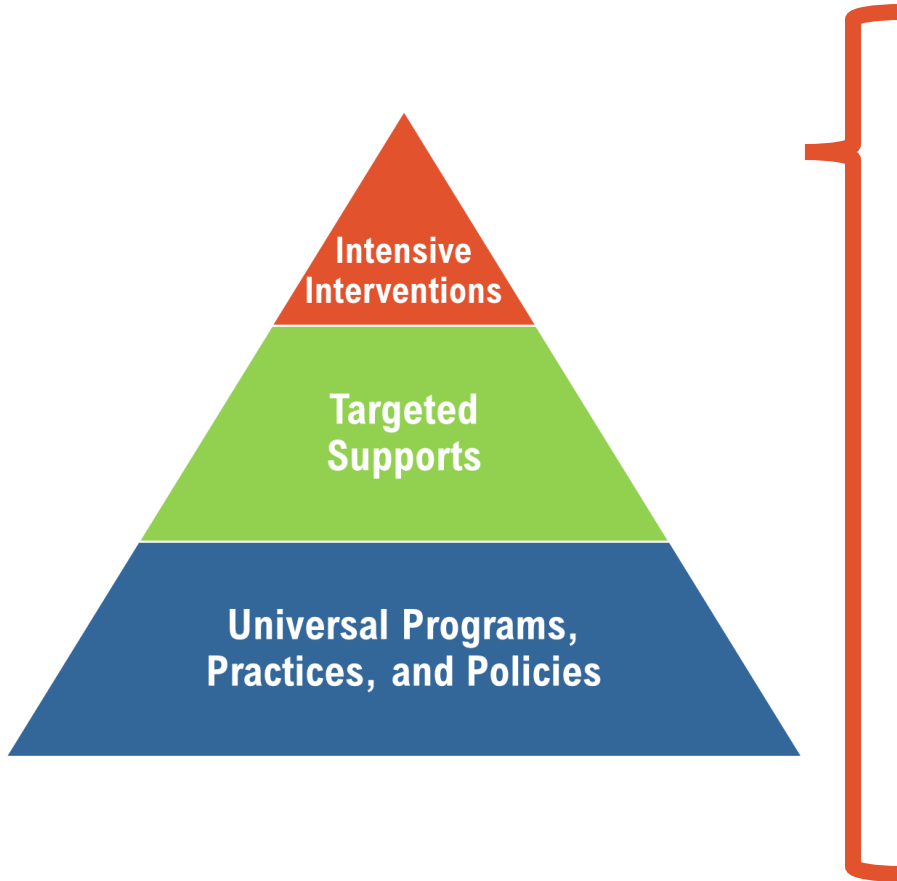 Intensive
Interventions
Targeted
Supports
Universal Programs,
Practices, and Policies